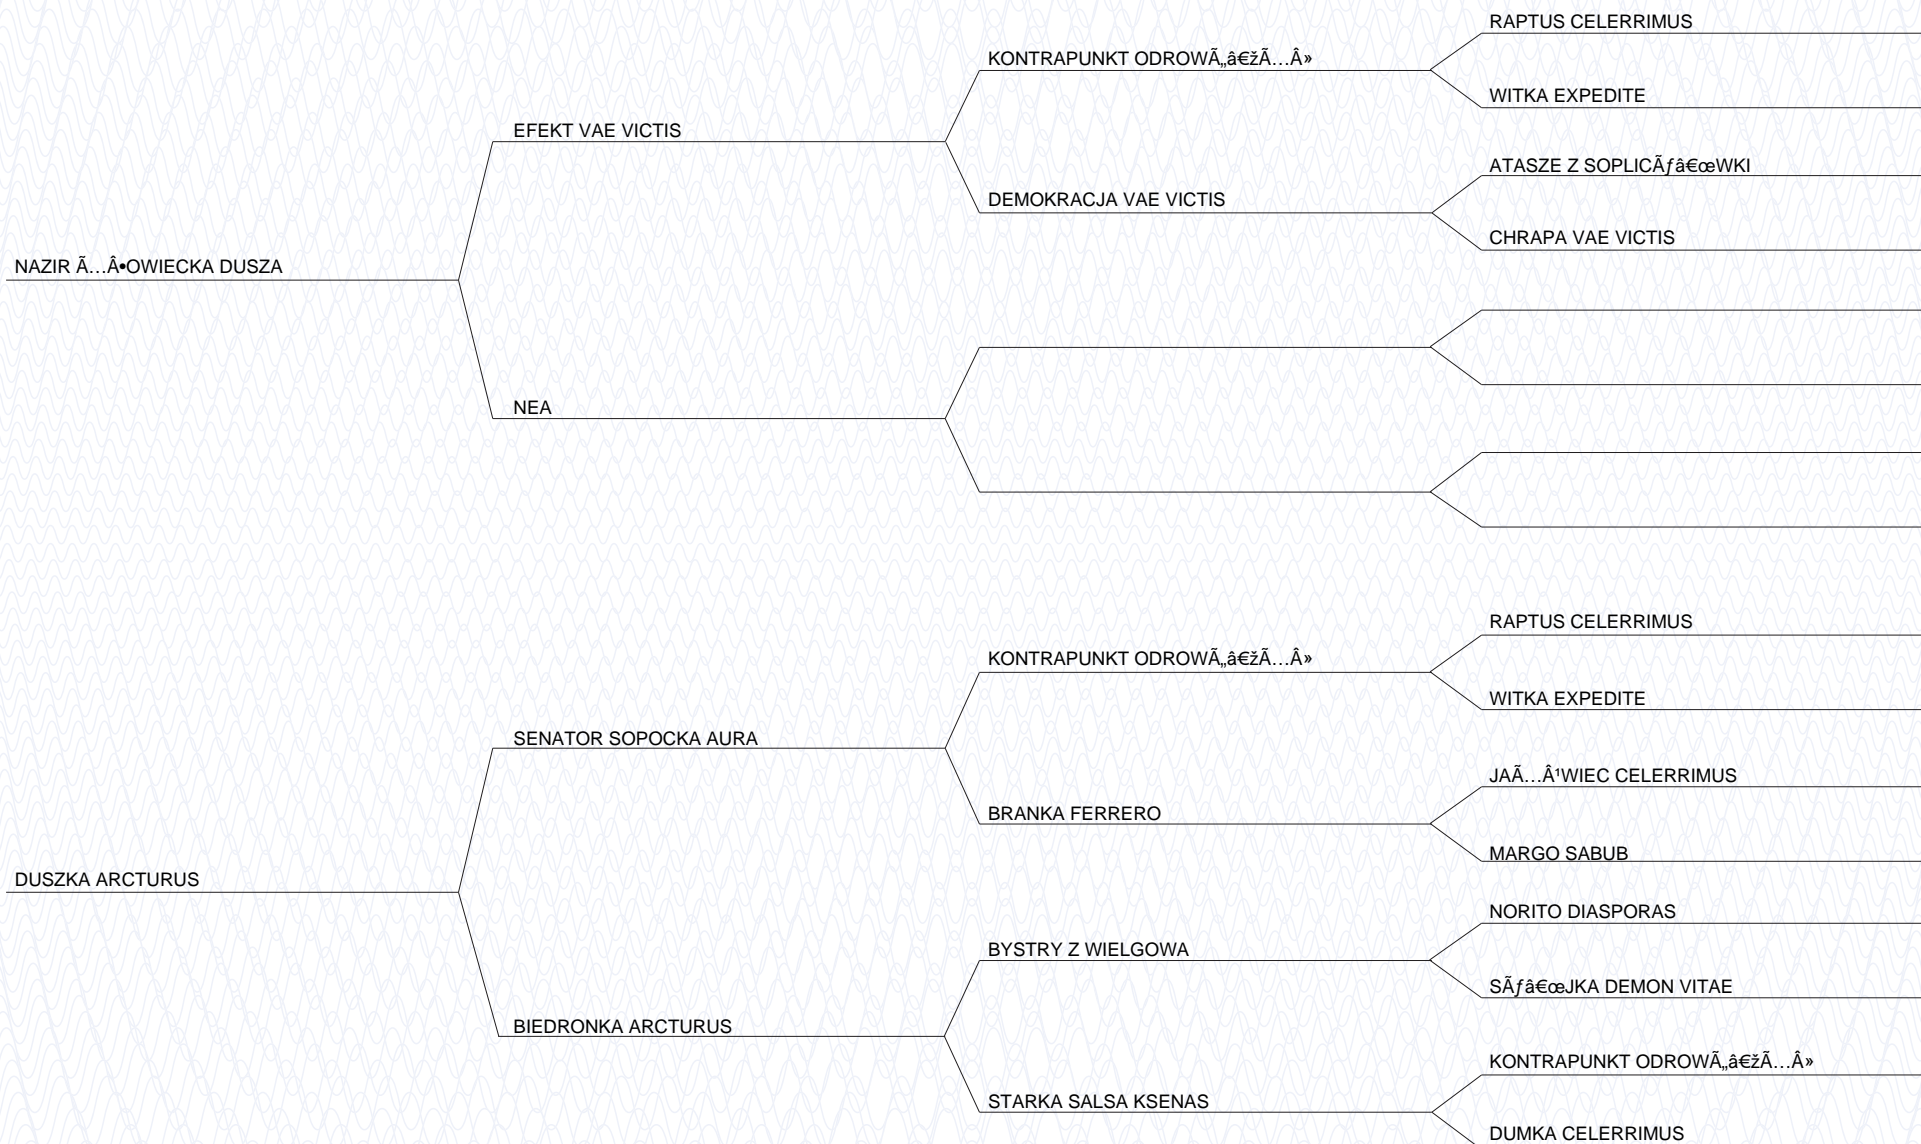 RAPTUS CELERRIMUS
KONTRAPUNKT ODROWÃ„â€žÃ…Â»
WITKA EXPEDITE
EFEKT VAE VICTIS
ATASZE Z SOPLICÃƒâ€œWKI
DEMOKRACJA VAE VICTIS
CHRAPA VAE VICTIS
NAZIR Ã…Â•OWIECKA DUSZA
NEA
RAPTUS CELERRIMUS
KONTRAPUNKT ODROWÃ„â€žÃ…Â»
WITKA EXPEDITE
SENATOR SOPOCKA AURA
JAÃ…Â¹WIEC CELERRIMUS
BRANKA FERRERO
MARGO SABUB
DUSZKA ARCTURUS
NORITO DIASPORAS
BYSTRY Z WIELGOWA
SÃƒâ€œJKA DEMON VITAE
BIEDRONKA ARCTURUS
KONTRAPUNKT ODROWÃ„â€žÃ…Â»
STARKA SALSA KSENAS
DUMKA CELERRIMUS